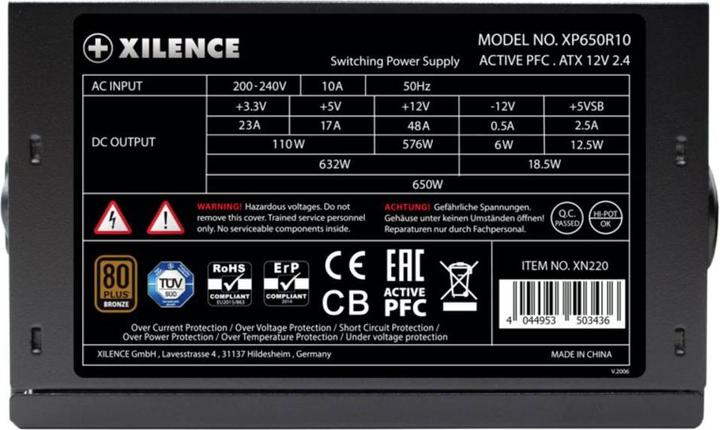 XILENCE
Switching Power Supply
MODEL NO. XP650R10
ACTIVE PFC . ATX 12V 2.4
AC INPUT 200-240V 10A 50Hz
DC OUTPUT
+3.3V +5V +12V -12V +5VSB
23A 17A 48A 0.5A 2.5A
110W 576W 6W 12.5W
632W 18.5W
650W
WARNING! Hazardous voltages. Do not
remove this cover. Trained service personnel
only. No serviceable components inside.
ACHTUNG! Gefährliche Spannungen.
Gehäuse unter keinen Umständen öffnen!
Reparaturen nur durch Fachpersonal.
Q.C.
PASSED
HI-POT
OK
80
PLUS
BRONZE
TÜV
SÜD
RoHS
COMPLIANT
EU2015/863
ErP
COMPLIANT
2014
CE
CB
EAC
ACTIVE
PFC
ITEM NO. XN220
4 044953 503436
Over Current Protection / Over Voltage Protection / Short Circuit Protection /
Over Power Protection / Over Temperature Protection / Under voltage protection
XILENCE GmbH , Lavesstrasse 4 , 31137 Hildesheim , Germany
MADE IN CHINA
V.2006